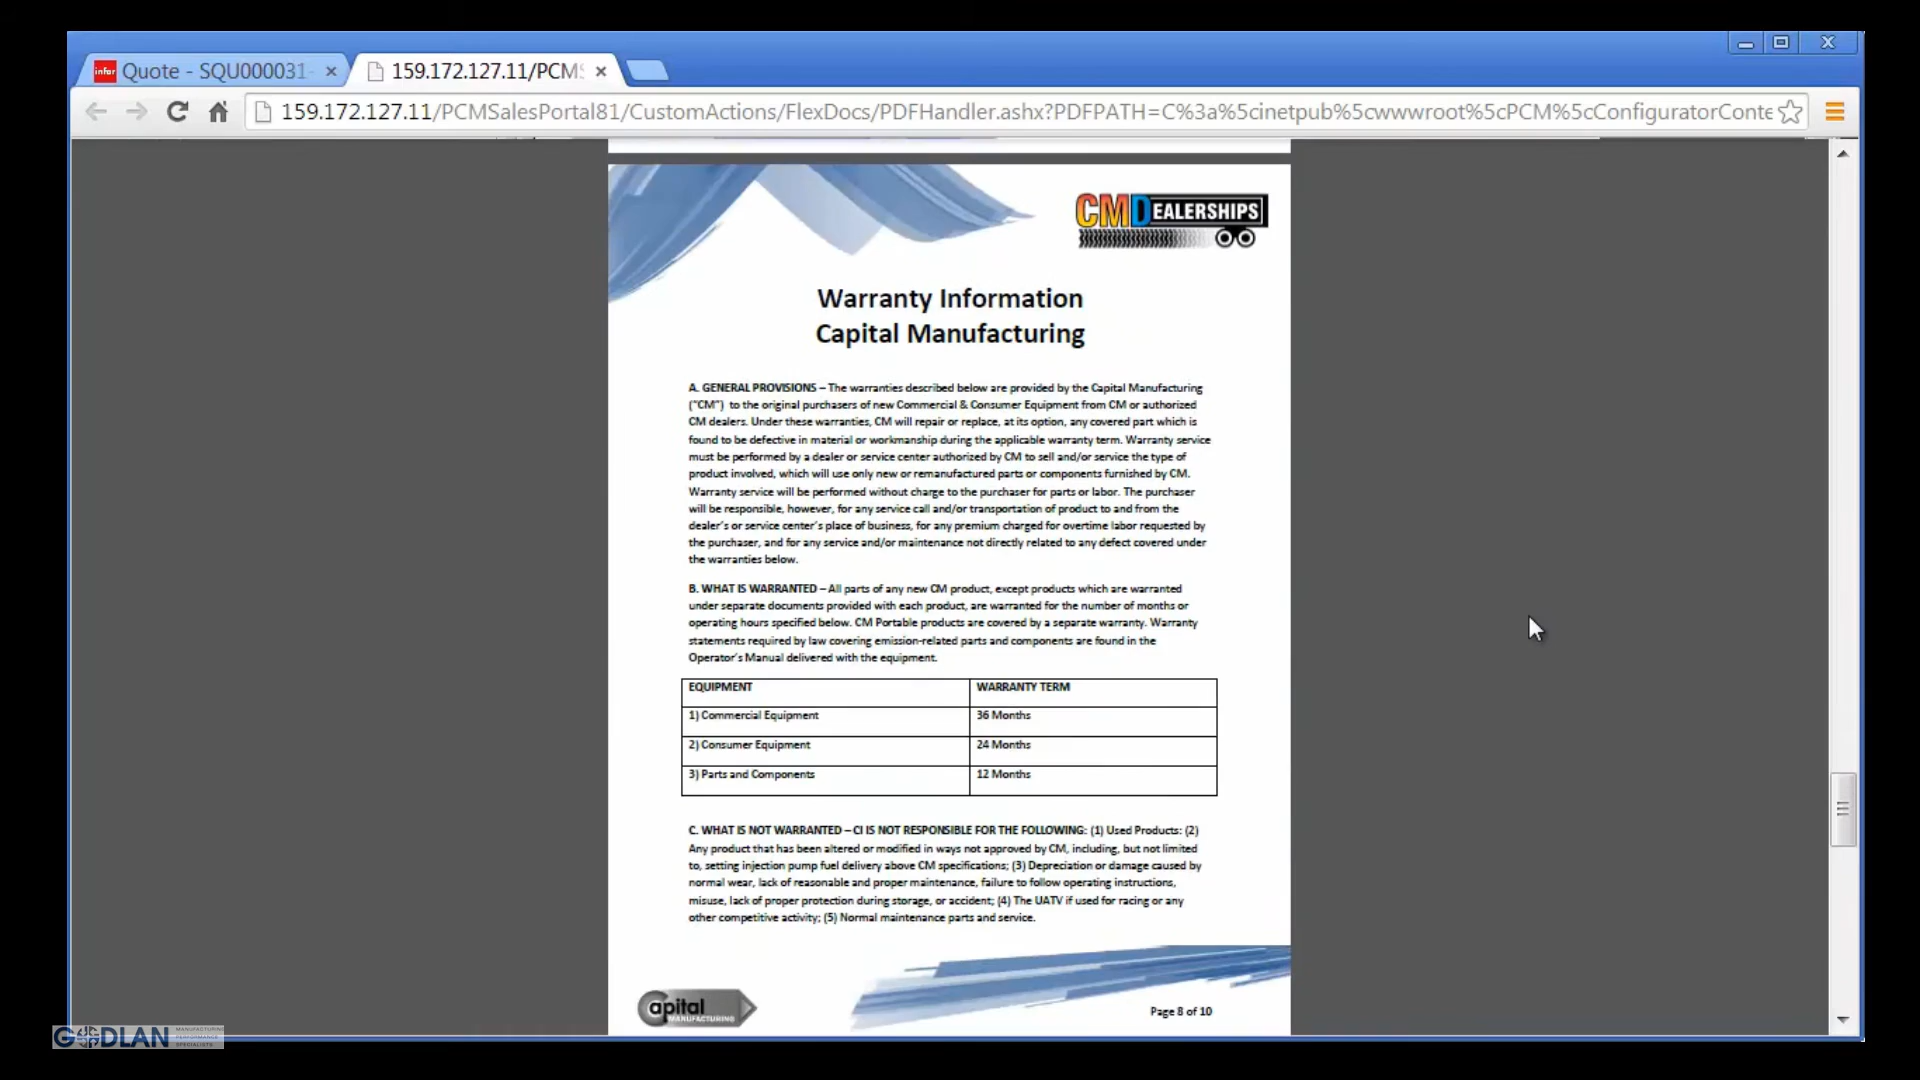 Quote - SQU000031-
159.172.127.11/PCMS
159.172.127.11/PCMSalesPortal81/CustomActions/FlexDocs/PDFHandler.ashx?PDFPATH=C%3a%5cinetpub%5cwwwroot%5cPCM%5cConfiguratorConte
CMDEALERSHIPS
Warranty Information
Capital Manufacturing
A. GENERAL PROVISIONS – The warranties described below are provided by the Capital Manufacturing
("CM") to the original purchasers of new Commercial & Consumer Equipment from CM or authorized
CM dealers. Under these warranties, CM will repair or replace, at its option, any covered part which is
found to be defective in material or workmanship during the applicable warranty term. Warranty service
must be performed by a dealer or service center authorized by CM to sell and/or service the type of
product involved, which will use only new or remanufactured parts or components furnished by CM.
Warranty service will be performed without charge to the purchaser for parts or labor. The purchaser
will be responsible, however, for any service call and/or transportation of product to and from the
dealer's or service center's place of business, for any premium charged for overtime labor requested by
the purchaser, and for any service and/or maintenance not directly related to any defect covered under
the warranties below.
B. WHAT IS WARRANTED – All parts of any new CM product, except products which are warranted
under separate documents provided with each product, are warranted for the number of months or
operating hours specified below. CM Portable products are covered by a separate warranty. Warranty
statements required by law covering emission-related parts and components are found in the
Operator's Manual delivered with the equipment.
EQUIPMENT WARRANTY TERM
1) Commercial Equipment 36 Months
2) Consumer Equipment 24 Months
3) Parts and Components 12 Months
C. WHAT IS NOT WARRANTED – CI IS NOT RESPONSIBLE FOR THE FOLLOWING: (1) Used Products: (2)
Any product that has been altered or modified in ways not approved by CM, including, but not limited
to, setting injection pump fuel delivery above CM specifications; (3) Depreciation or damage caused by
normal wear, lack of reasonable and proper maintenance, failure to follow operating instructions,
misuse, lack of proper protection during storage, or accident; (4) The UATV if used for racing or any
other competitive activity; (5) Normal maintenance parts and service.
Capital
MANUFACTURING
Page 8 of 10
GODLAN MANUFACTURING
PERFORMANCE
SPECIALISTS
infor